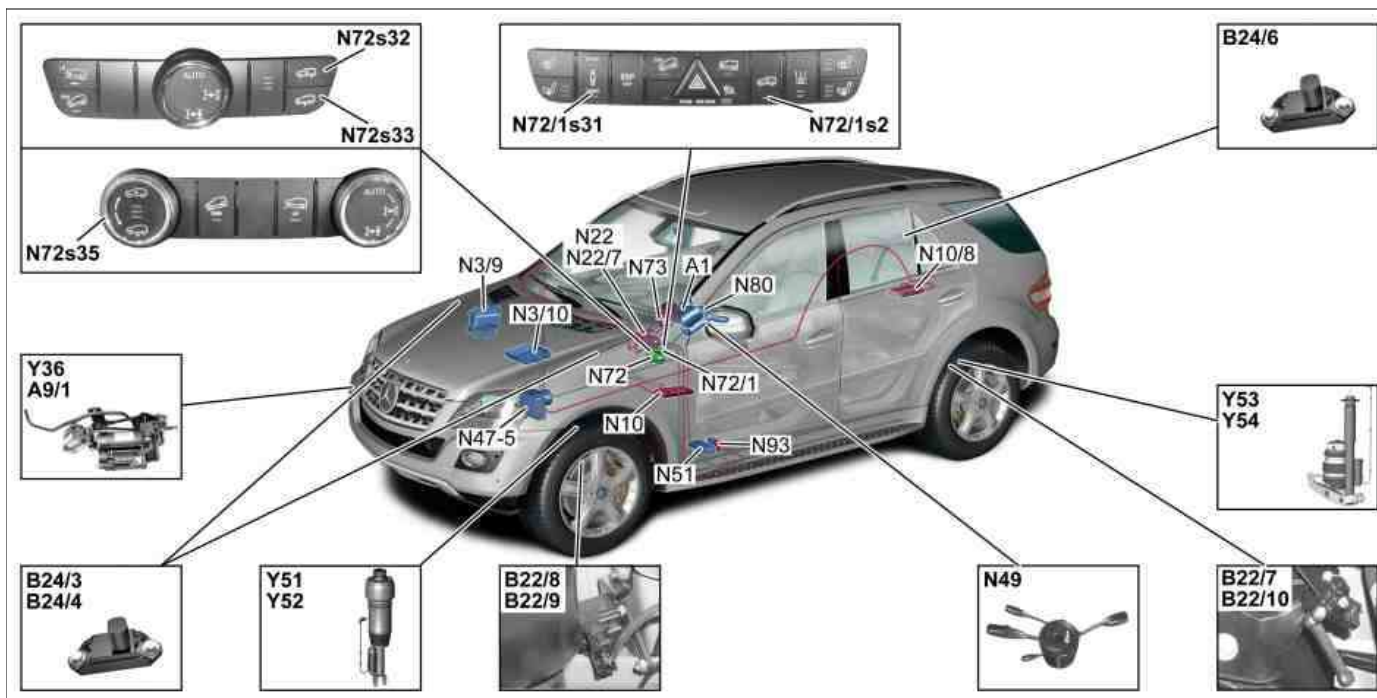 N72s32
N72s33
N72s35
AUTO
AUTO
ESP
N72/1s31
N72/1s2
B24/6
N22
N22/7
N73
A1
N80
N10/8
N3/9
N3/10
N72
N72/1
N10
N47-5
N51
N93
Y36
A9/1
Y53
Y54
B24/3
B24/4
Y51
Y52
B22/8
B22/9
N49
B22/7
B22/10